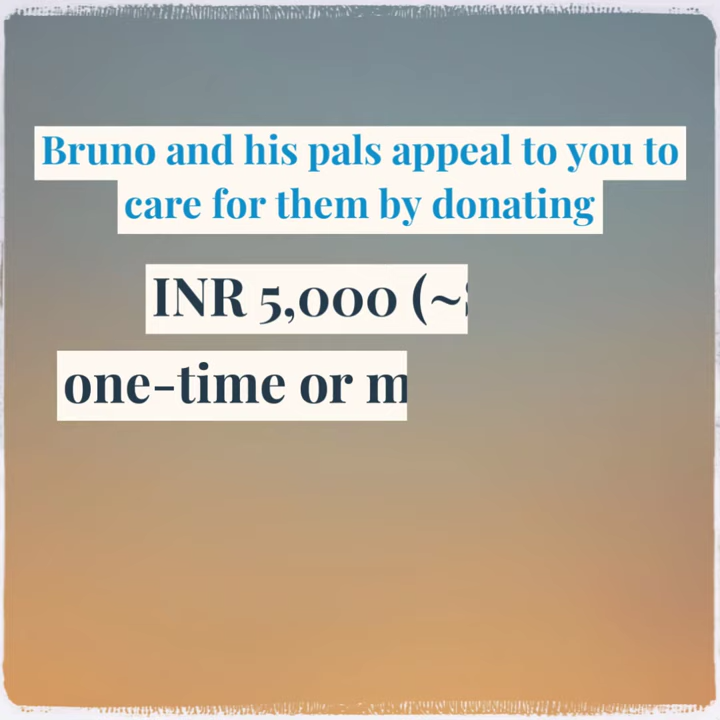 Bruno and his pals appeal to you to
care for them by donating
INR 5,000 (~
one-time or m